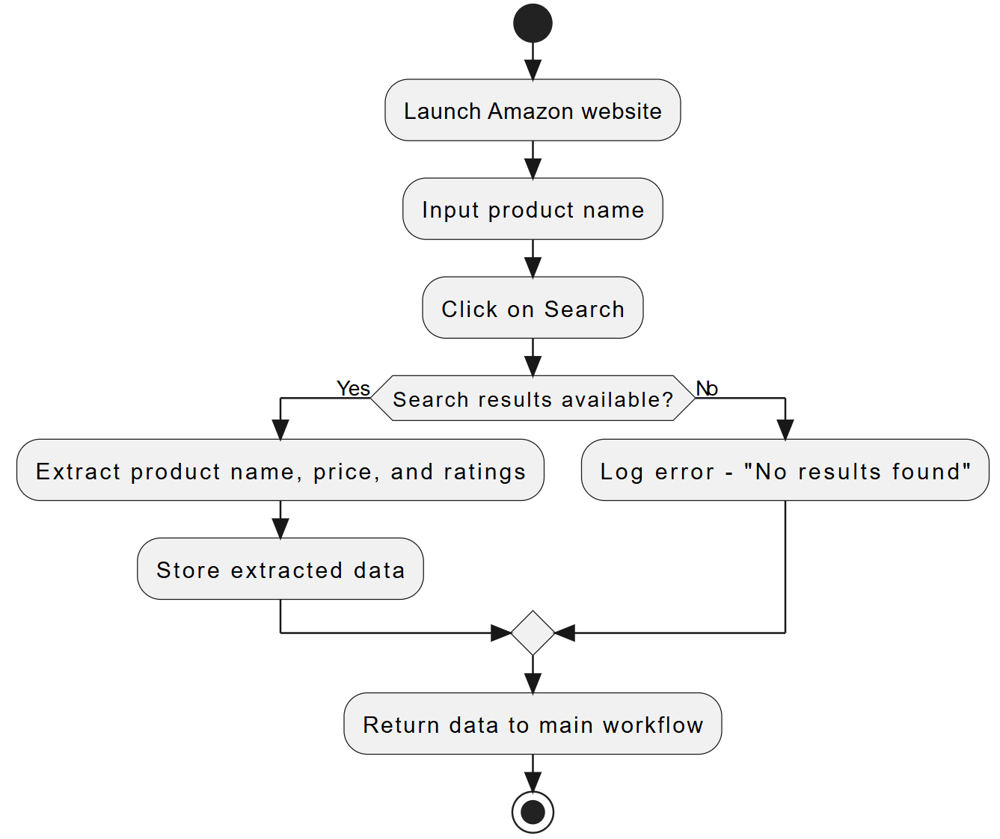 Launch Amazon website
Input product name
Click on Search
Yes
Search results available?
No
Extract product name, price, and ratings
Log error - "No results found"
Store extracted data
Return data to main workflow